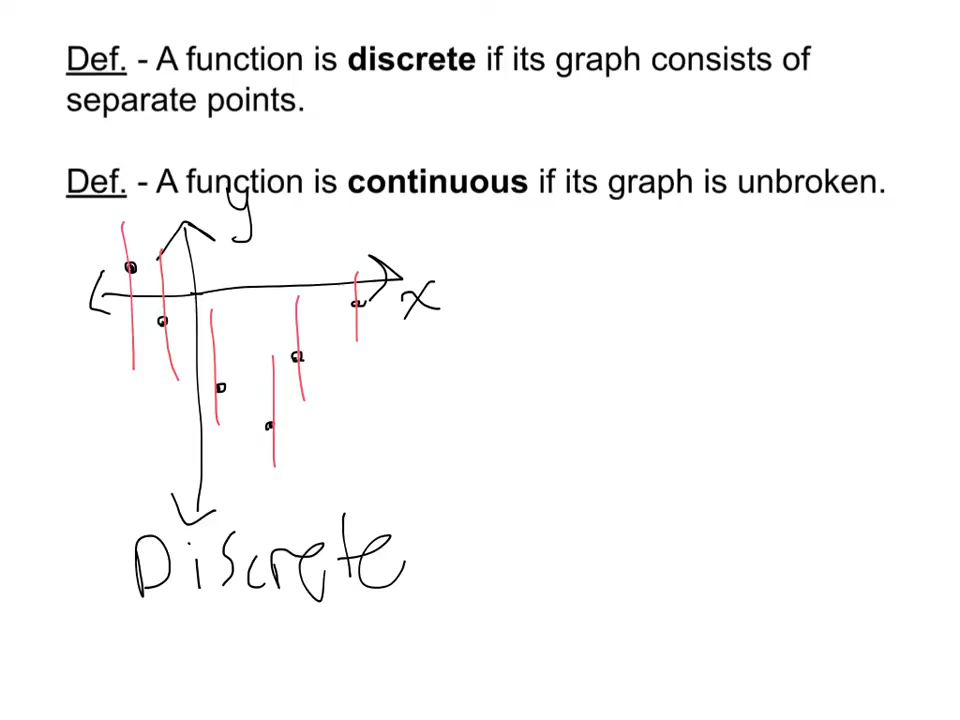 Def. - A function is discrete if its graph consists of
separate points.
Def. - A function is continuous if its graph is unbroken.
y
x
Discrete